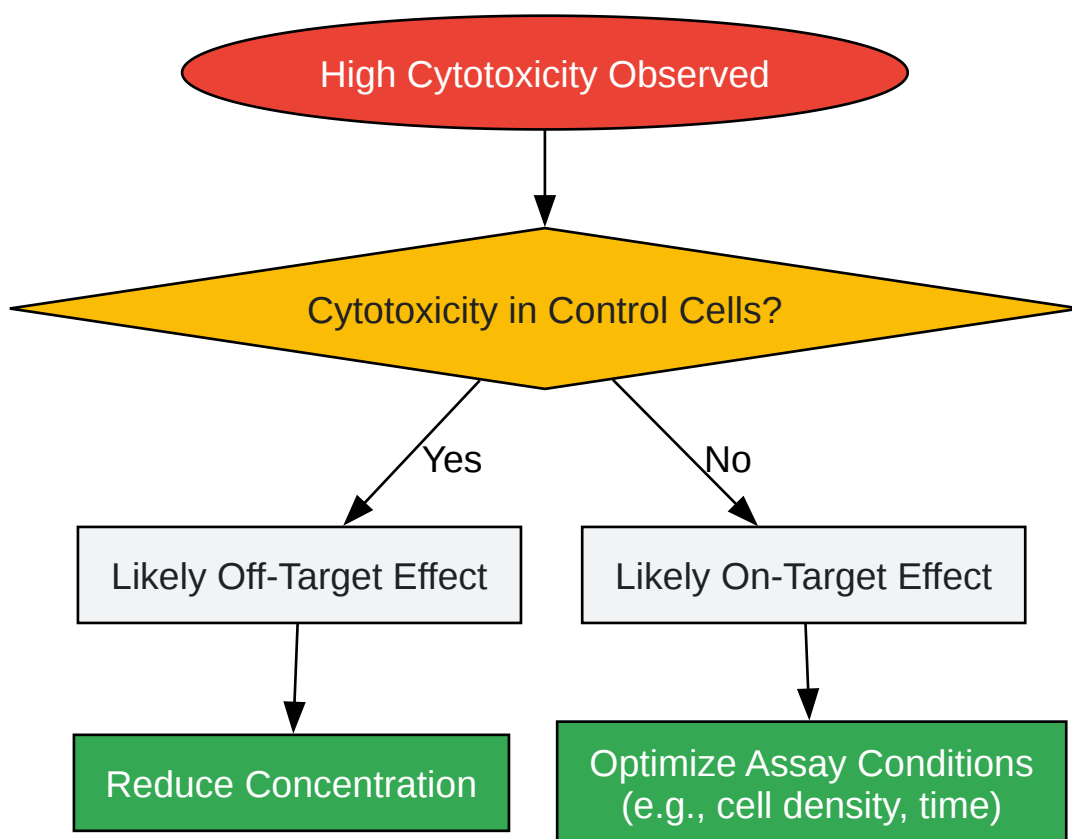 High Cytotoxicity Observed
Cytotoxicity in Control Cells?
Yes
No
Likely Off-Target Effect
Likely On-Target Effect
Reduce Concentration
Optimize Assay Conditions
(e.g., cell density, time)